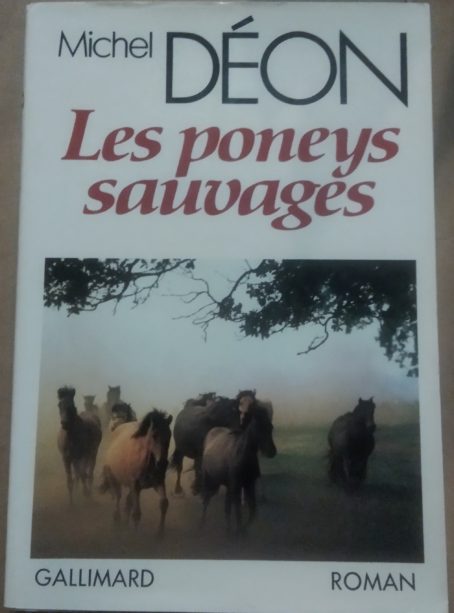 Michel DÉON
Les poneys
sauvages
GALLIMARD ROMAN